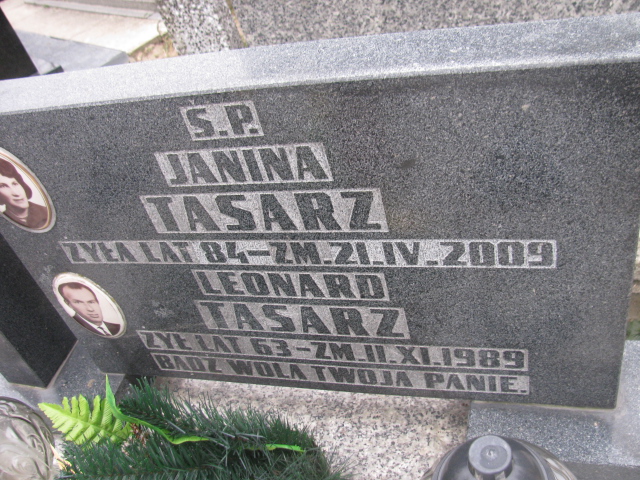 Ś.P.
JANINA
TASARZ
ŻYŁA LAT 84-ZM.21.IV.2009
LEONARD
TASARZ
ŻYŁ LAT 63-ZM.11.XI.1989
BĄDŹ WOLA TWOJA PANIE.